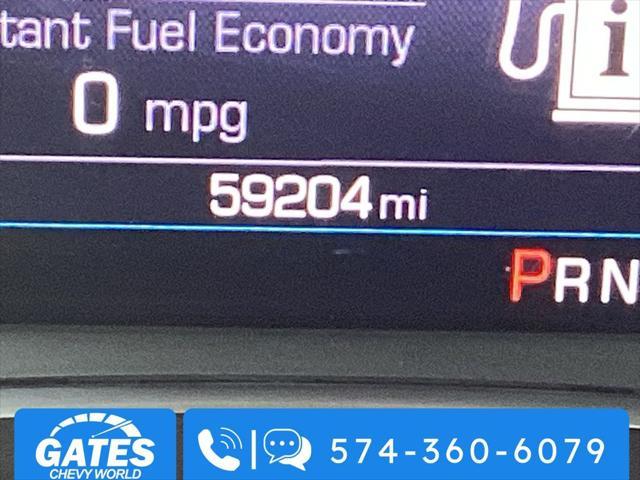 tant Fuel Economy
0 mpg
i
59204 mi
PRN
GATES
CHEVY WORLD
574-360-6079